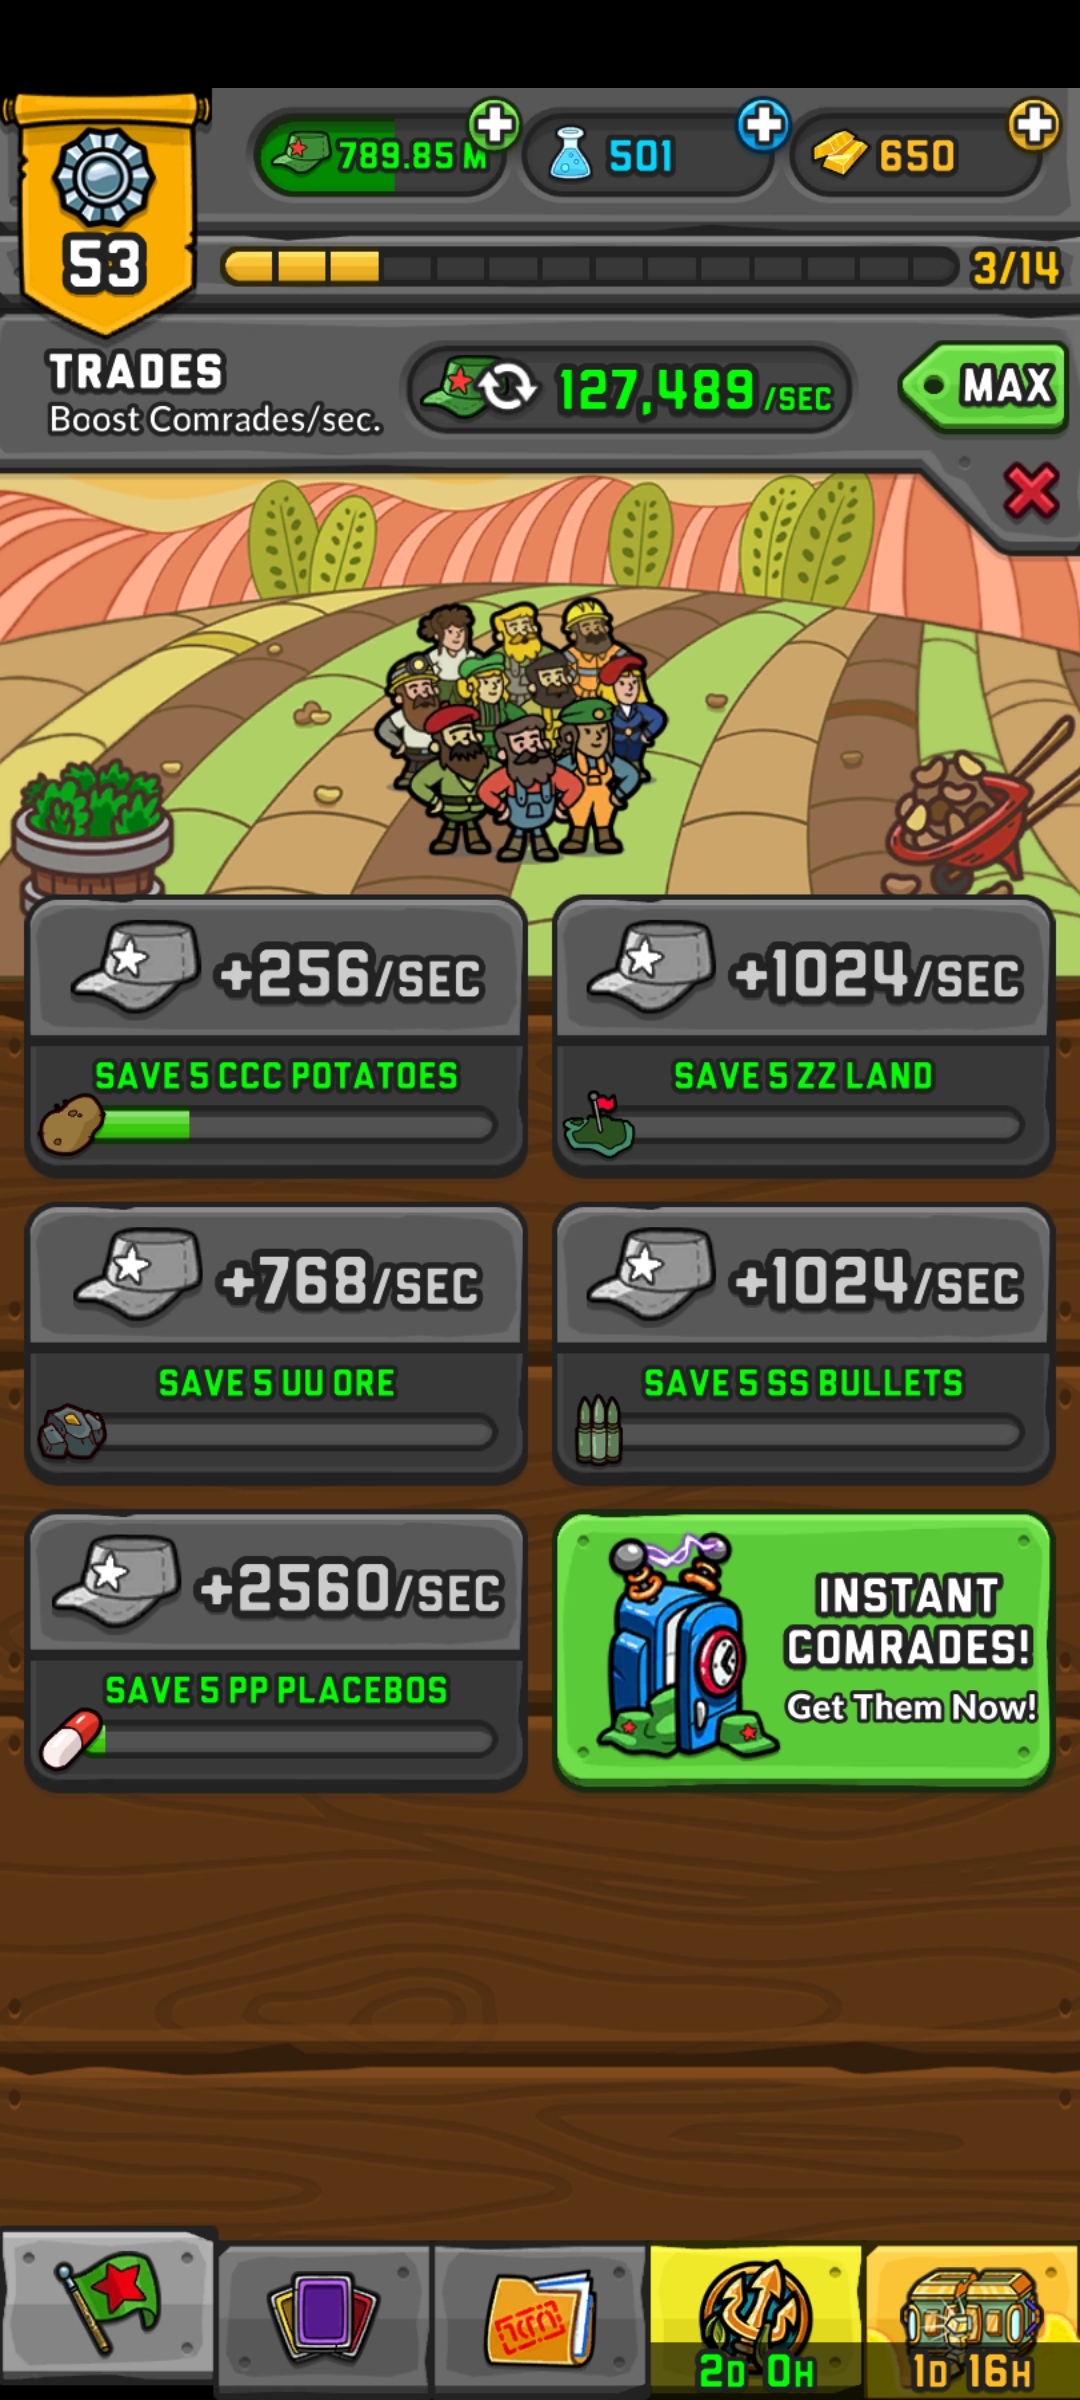 789.85 M
501
650
53
3/14
TRADES
Boost Comrades/sec.
127,489 /SEC
MAX
+256/SEC
+1024/SEC
SAVE 5 CCC POTATOES
SAVE 5 ZZ LAND
+768/SEC
+1024/SEC
SAVE 5 UU ORE
SAVE 5 SS BULLETS
+2560/SEC
SAVE 5 PP PLACEBOS
INSTANT
COMRADES!
Get Them Now!
2D 0H
1D 16H